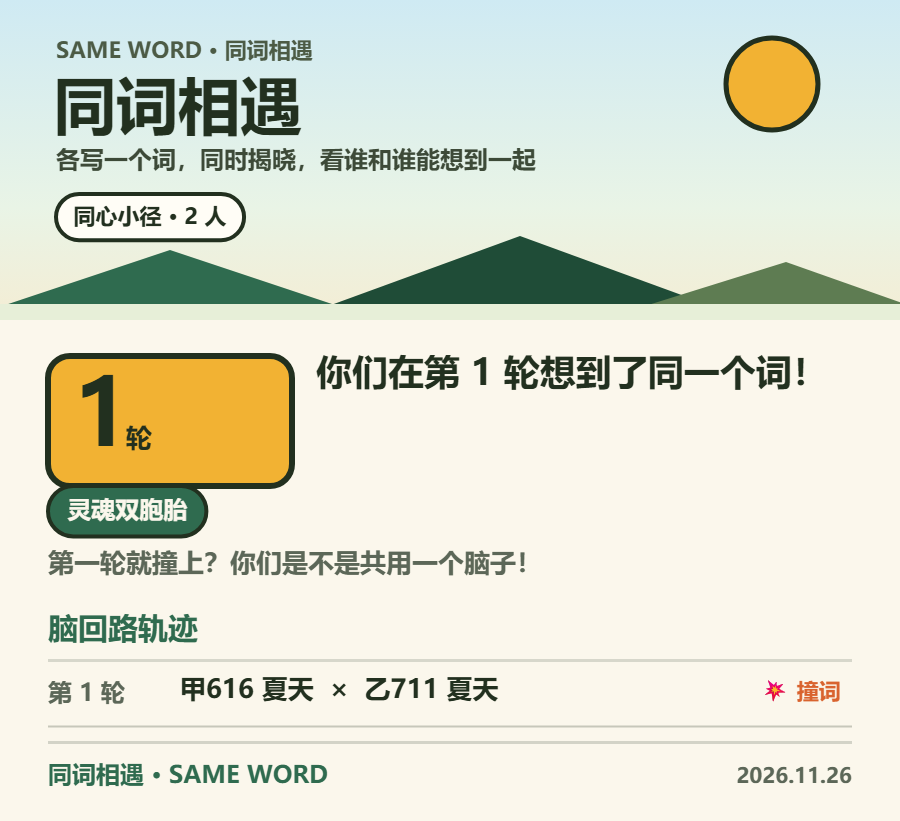 SAME WORD • 同词相遇
同词相遇
各写一个词，同时揭晓，看谁和谁能想到一起
同心小径 • 2 人
1轮
你们在第 1 轮想到了同一个词！
灵魂双胞胎
第一轮就撞上？你们是不是共用一个脑子！
脑回路轨迹
第 1 轮 甲616 夏天 × 乙711 夏天 撞词
同词相遇 • SAME WORD 2026.11.26